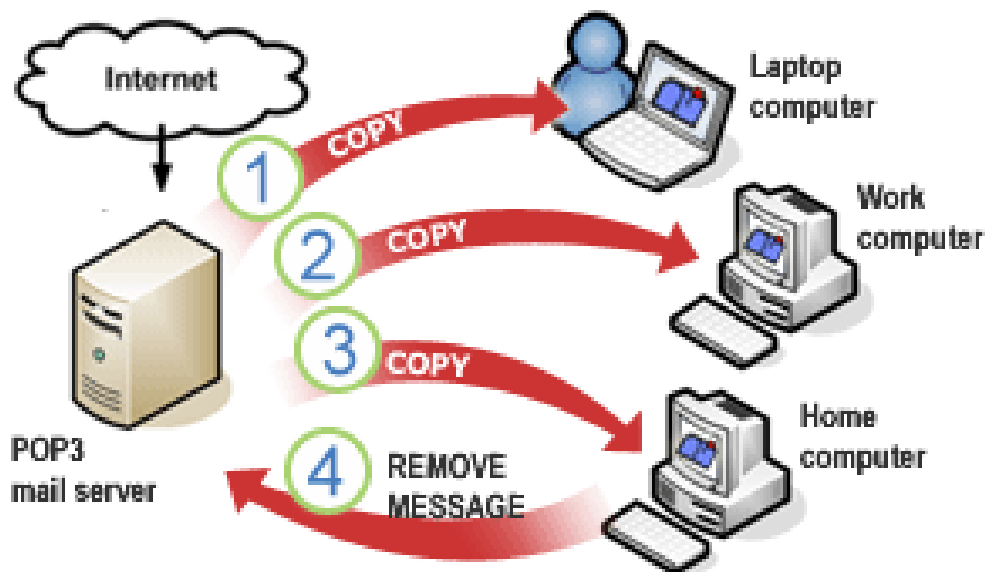 Internet
1
COPY
Laptop
computer
2
COPY
Work
computer
3
COPY
Home
computer
POP3
mail server
4
REMOVE
MESSAGE